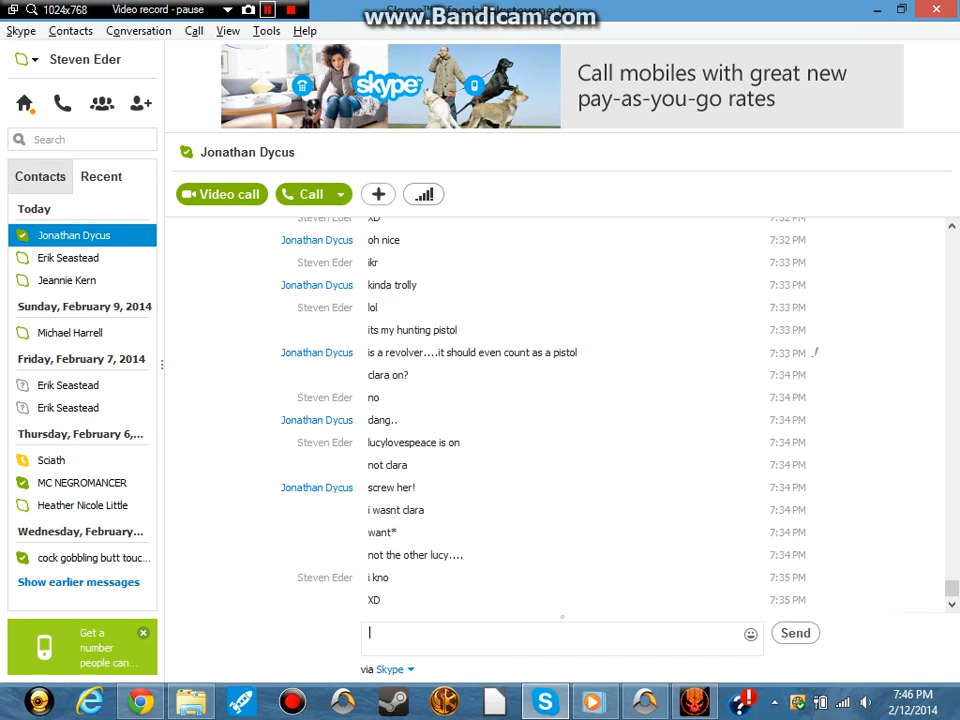 1024x768 Video record - pause
www.Bandicam.com
Skype Contacts Conversation Call View Tools Help
Steven Eder
skype
Call mobiles with great new
pay-as-you-go rates
Search
Contacts Recent
Today
Jonathan Dycus
Erik Seastead
Jeannie Kern
Sunday, February 9, 2014
Michael Harrell
Friday, February 7, 2014
Erik Seastead
Erik Seastead
Thursday, February 6,...
Sciath
MC NEGROMANCER
Heather Nicole Little
Wednesday, February...
cock gobbling butt touc...
Show earlier messages
Get a
number
people can...
Jonathan Dycus
Video call Call
Steven Eder XD 7:32 PM
Jonathan Dycus oh nice 7:32 PM
Steven Eder ikr 7:33 PM
Jonathan Dycus kinda trolly 7:33 PM
Steven Eder lol 7:33 PM
its my hunting pistol 7:33 PM
Jonathan Dycus is a revolver....it should even count as a pistol 7:33 PM
clara on? 7:34 PM
Steven Eder no 7:34 PM
Jonathan Dycus dang.. 7:34 PM
Steven Eder lucylovespeace is on 7:34 PM
not clara 7:34 PM
Jonathan Dycus screw her! 7:34 PM
i wasnt clara 7:34 PM
want* 7:34 PM
not the other lucy.... 7:34 PM
Steven Eder i kno 7:35 PM
XD 7:35 PM
Send
via Skype
7:46 PM
2/12/2014